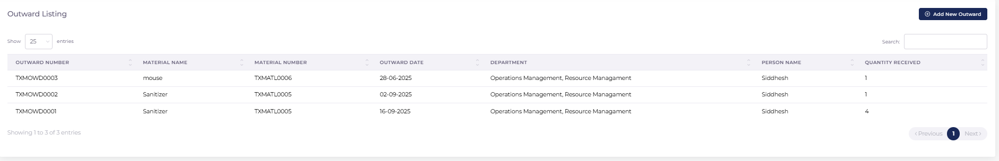 Outward Listing
Add New Outward
Show 25 entries
Search:
OUTWARD NUMBER MATERIAL NAME MATERIAL NUMBER OUTWARD DATE DEPARTMENT PERSON NAME QUANTITY RECEIVED
TXMOWD0003 mouse TXMATL0006 28-06-2025 Operations Management, Resource Managament Siddhesh 1
TXMOWD0002 Sanitizer TXMATL0005 02-09-2025 Operations Management, Resource Managament Siddhesh 1
TXMOWD0001 Sanitizer TXMATL0005 16-09-2025 Operations Management, Resource Managament Siddhesh 4
Showing 1 to 3 of 3 entries
‹ Previous 1 Next ›